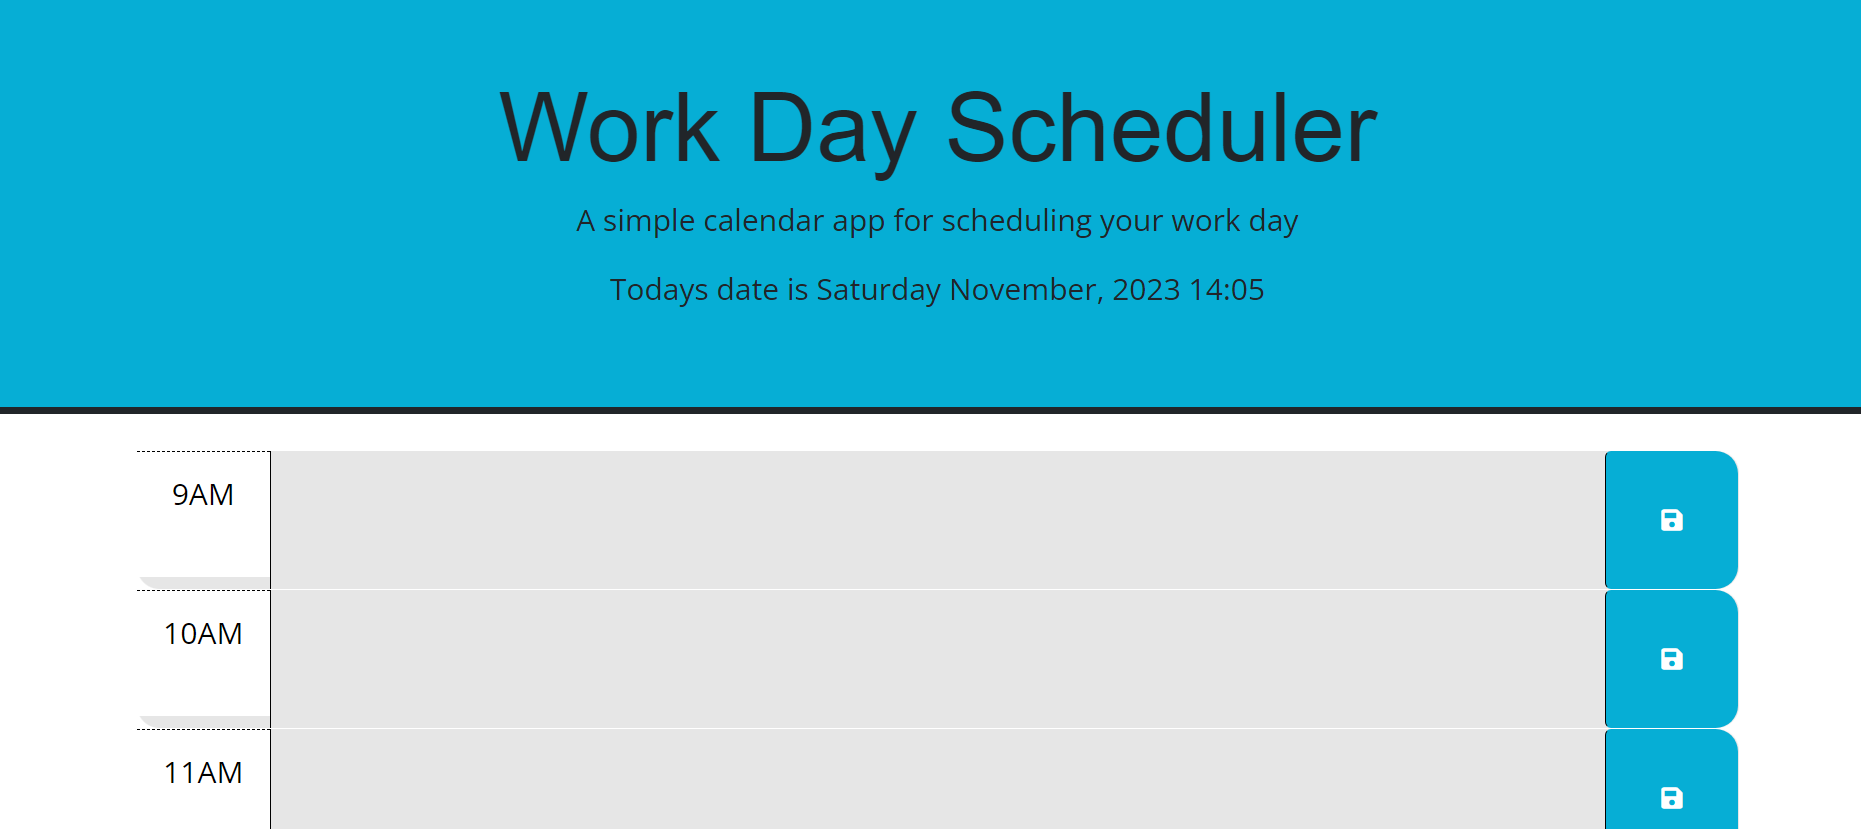 Work Day Scheduler
A simple calendar app for scheduling your work day
Todays date is Saturday November, 2023 14:05
9AM
10AM
11AM